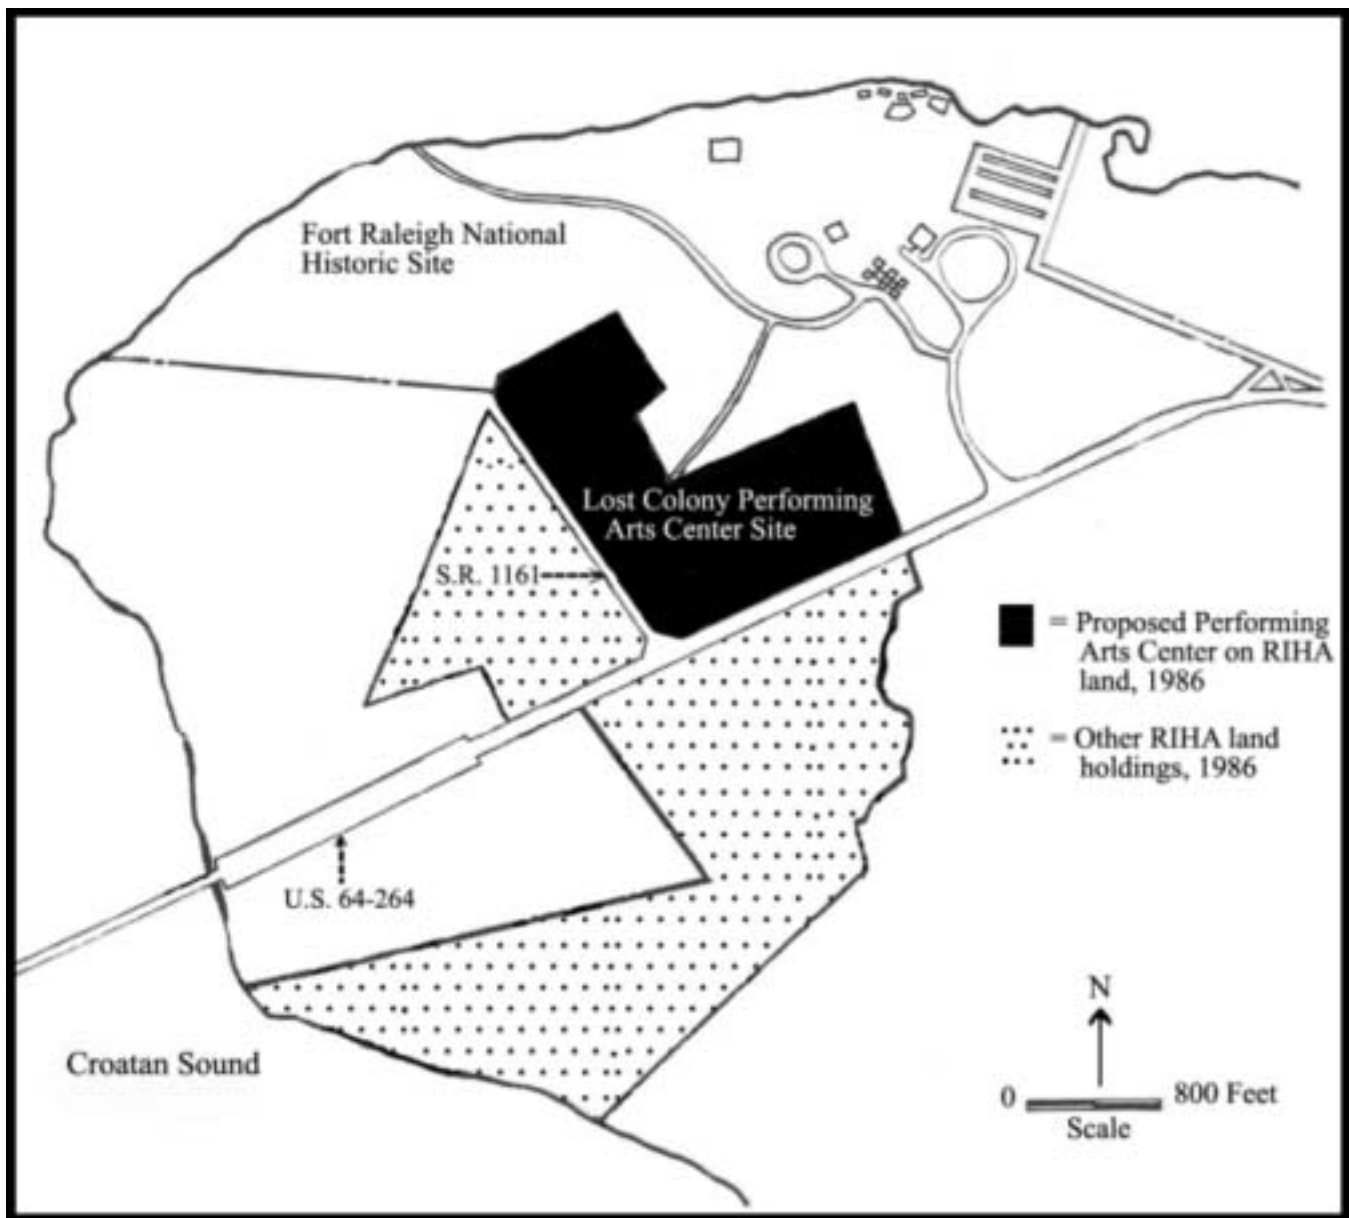 Fort Raleigh National
Historic Site
Lost Colony Performing
Arts Center Site
S.R. 1161
= Proposed Performing
Arts Center on RIHA
land, 1986
= Other RIHA land
holdings, 1986
U.S. 64-264
Croatan Sound
N
0
800 Feet
Scale